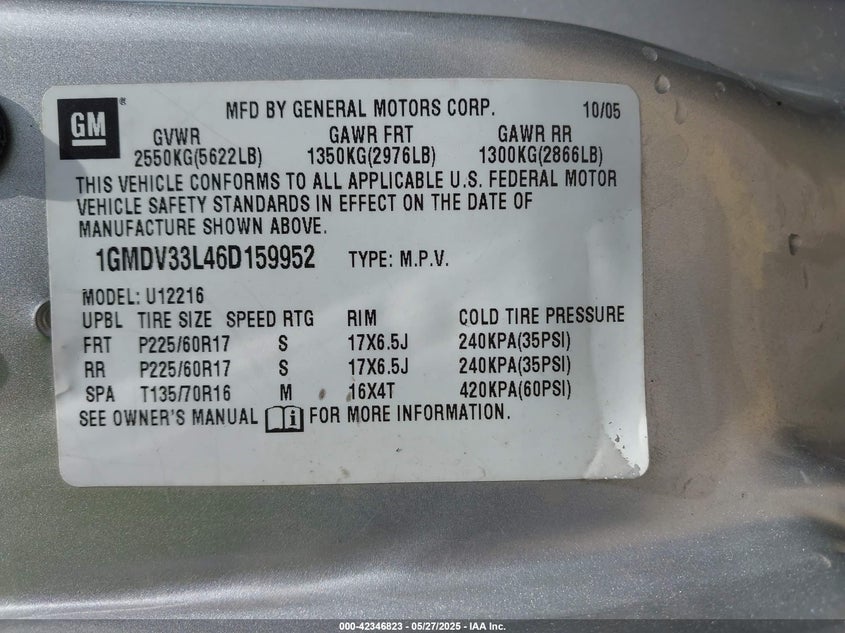 GM ® MFD BY GENERAL MOTORS CORP. 10/05
GVWR GAWR FRT GAWR RR
2550KG(5622LB) 1350KG(2976LB) 1300KG(2866LB)
THIS VEHICLE CONFORMS TO ALL APPLICABLE U.S. FEDERAL MOTOR
VEHICLE SAFETY STANDARDS IN EFFECT ON THE DATE OF
MANUFACTURE SHOWN ABOVE.
1GMDV33L46D159952 TYPE: M.P.V.
MODEL: U12216
UPBL TIRE SIZE SPEED RTG RIM COLD TIRE PRESSURE
FRT P225/60R17 S 17X6.5J 240KPA(35PSI)
RR P225/60R17 S 17X6.5J 240KPA(35PSI)
SPA T135/70R16 M 16X4T 420KPA(60PSI)
SEE OWNER'S MANUAL i FOR MORE INFORMATION.
000-42346823 - 05/27/2025 - IAA Inc.